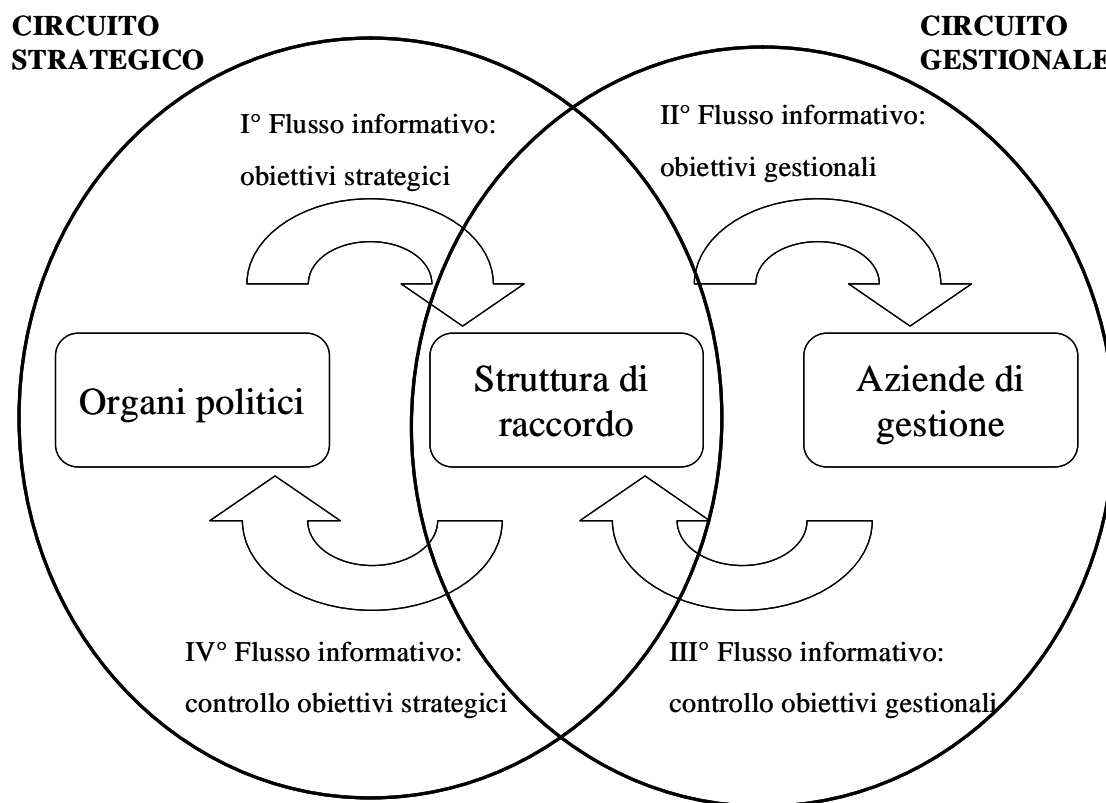 CIRCUITO
STRATEGICO
CIRCUITO
GESTIONALE
I° Flusso informativo:
obiettivi strategici
II° Flusso informativo:
obiettivi gestionali
Organi politici
Struttura di
raccordo
Aziende di
gestione
IV° Flusso informativo:
controllo obiettivi strategici
III° Flusso informativo:
controllo obiettivi gestionali